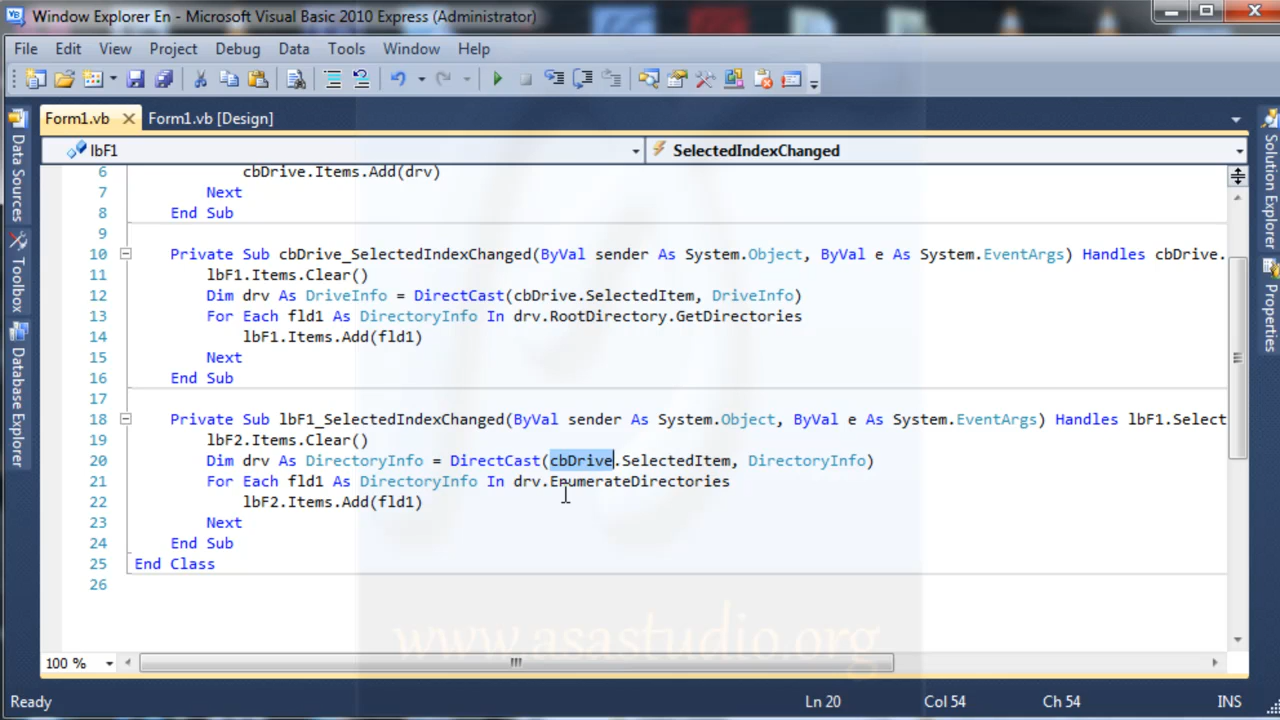 Window Explorer En - Microsoft Visual Basic 2010 Express (Administrator)
File Edit View Project Debug Data Tools Window Help
Form1.vb Form1.vb [Design]
lbF1 SelectedIndexChanged
6 cbDrive.Items.Add(drv)
7 Next
8 End Sub
9
10 Private Sub cbDrive_SelectedIndexChanged(ByVal sender As System.Object, ByVal e As System.EventArgs) Handles cbDrive.
11 lbF1.Items.Clear()
12 Dim drv As DriveInfo = DirectCast(cbDrive.SelectedItem, DriveInfo)
13 For Each fld1 As DirectoryInfo In drv.RootDirectory.GetDirectories
14 lbF1.Items.Add(fld1)
15 Next
16 End Sub
17
18 Private Sub lbF1_SelectedIndexChanged(ByVal sender As System.Object, ByVal e As System.EventArgs) Handles lbF1.Select
19 lbF2.Items.Clear()
20 Dim drv As DirectoryInfo = DirectCast(cbDrive.SelectedItem, DirectoryInfo)
21 For Each fld1 As DirectoryInfo In drv.EnumerateDirectories
22 lbF2.Items.Add(fld1)
23 Next
24 End Sub
25 End Class
26
www.asastudio.org
100 %
Ready Ln 20 Col 54 Ch 54 INS
Data Sources
Toolbox
Database Explorer
Solution Explorer
Properties